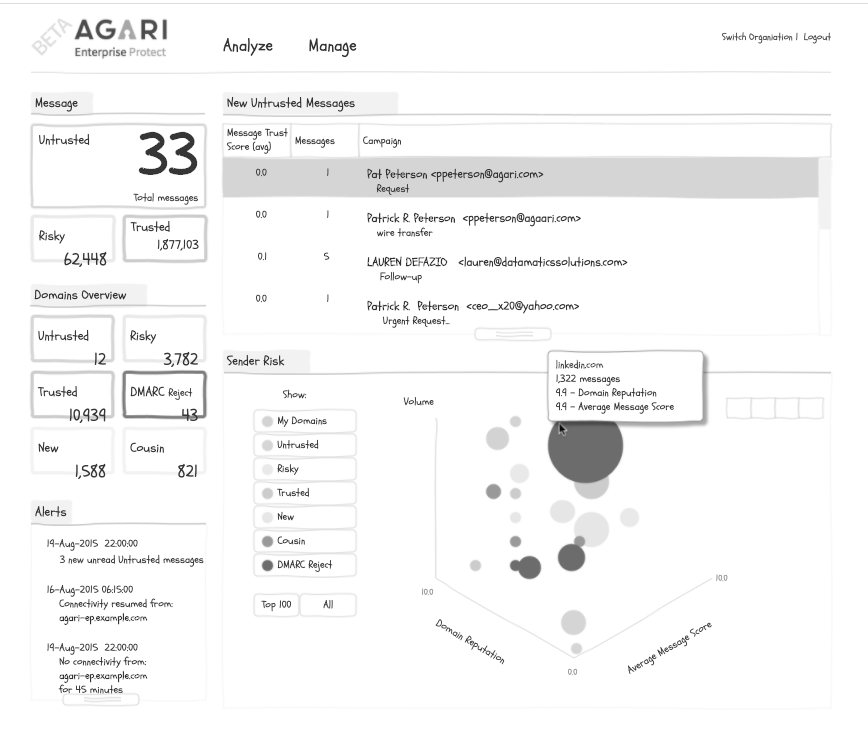 BETA
AGARI
Enterprise Protect
Analyze Manage
Switch Organiation | Logout
Message
Untrusted
33
Total messages
Risky
62,448
Trusted
1,877,103
Domains Overview
Untrusted
12
Risky
3,782
Trusted
10,939
DMARC Reject
43
New
1,588
Cousin
821
Alerts
19-Aug-2015 22:00:00
3 new unread Untrusted messages
16-Aug-2015 06:15:00
Connectivity resumed from:
agari-ep.example.com
19-Aug-2015 22:00:00
No connectivity from:
agari-ep.example.com
for 45 minutes
New Untrusted Messages
Message Trust
Score (avg)
Messages
Campaign
0.0 1 Pat Peterson <ppeterson@agari.com>
Request
0.0 1 Patrick R. Peterson <ppeterson@agaari.com>
wire transfer
0.1 5 LAUREN DEFAZIO <lauren@datamaticssolutions.com>
Follow-up
0.0 1 Patrick R. Peterson <ceo__x20@yahoo.com>
Urgent Request..
Sender Risk
Show:
My Domains
Untrusted
Risky
Trusted
New
Cousin
DMARC Reject
Top 100 All
Volume
linkedin.com
1,322 messages
9.9 - Domain Reputation
9.9 - Average Message Score
10.0
10.0
Domain Reputation
Average Message Score
0.0